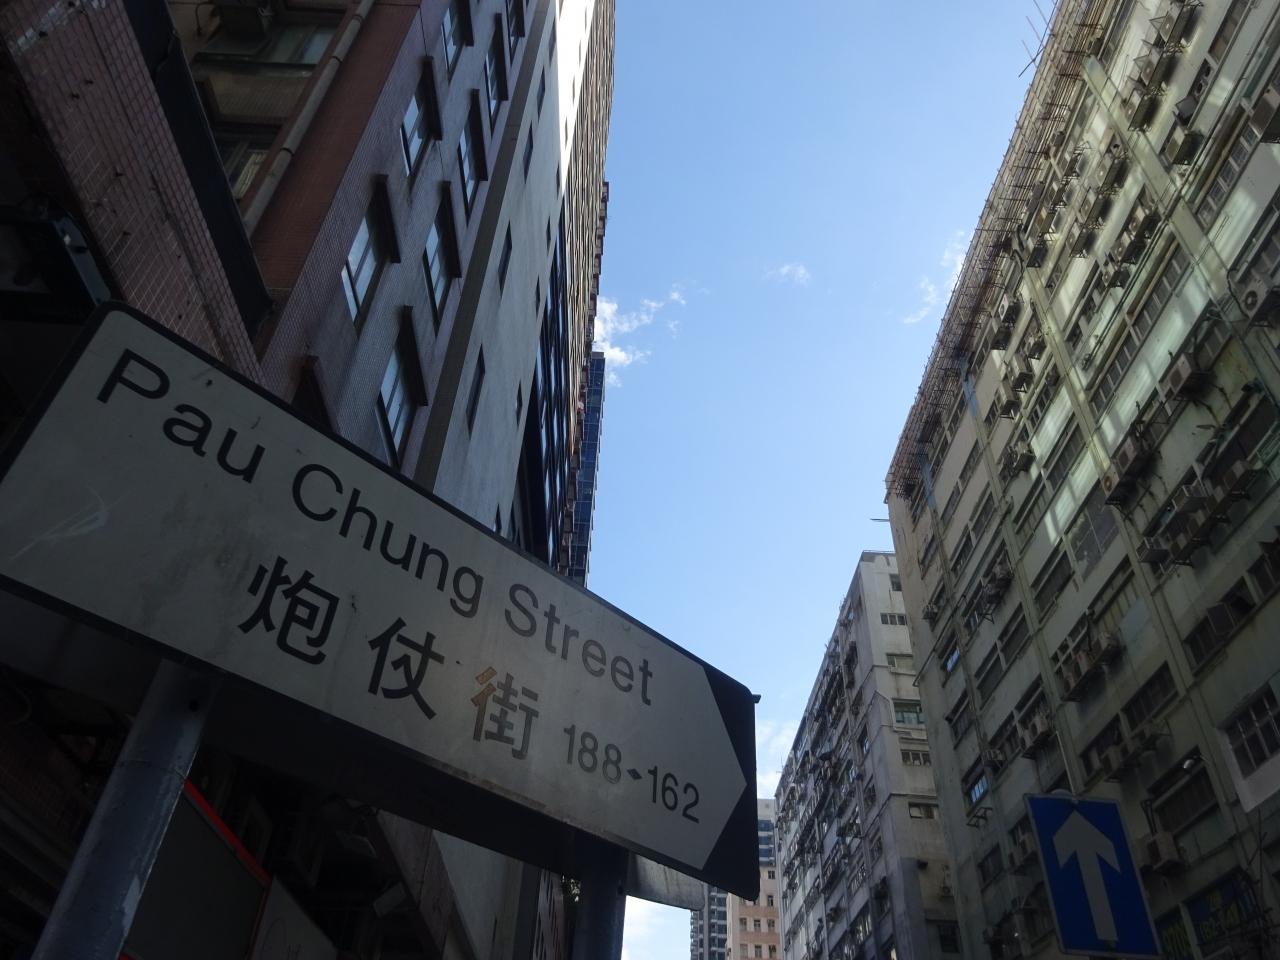 Pau Chung Street
炮仗街 188-162